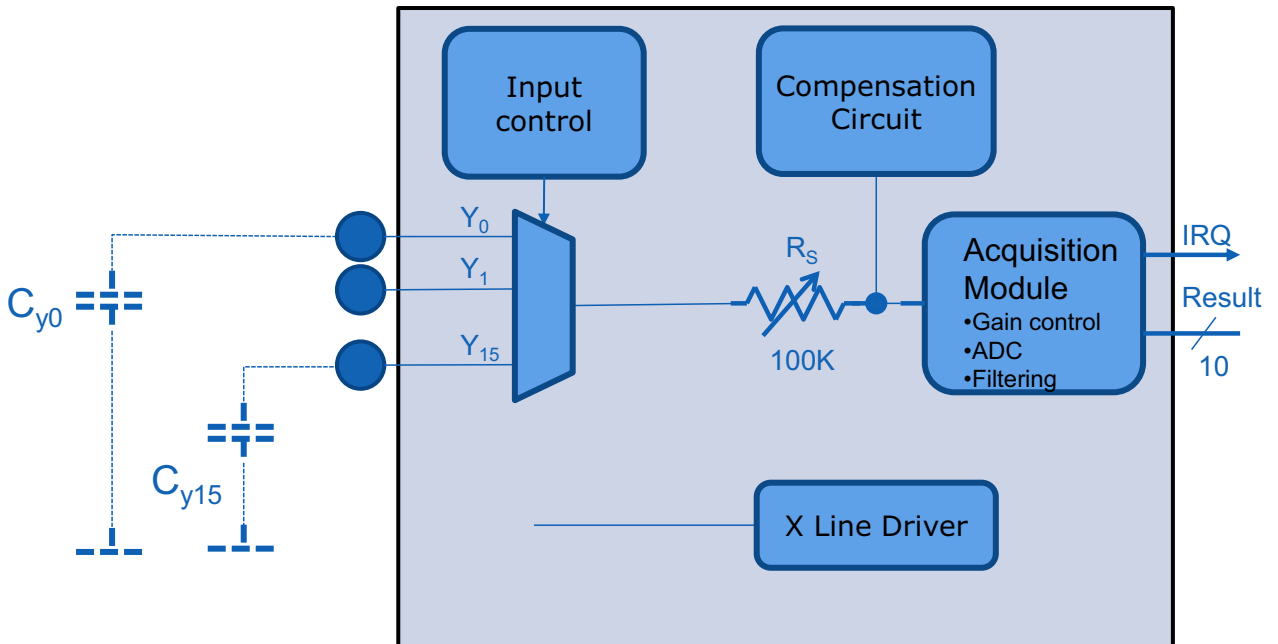 Input
control
Compensation
Circuit
Y0
Y1
Y15
Cy0
Cy15
RS
100K
Acquisition
Module
•Gain control
•ADC
•Filtering
IRQ
Result
10
X Line Driver